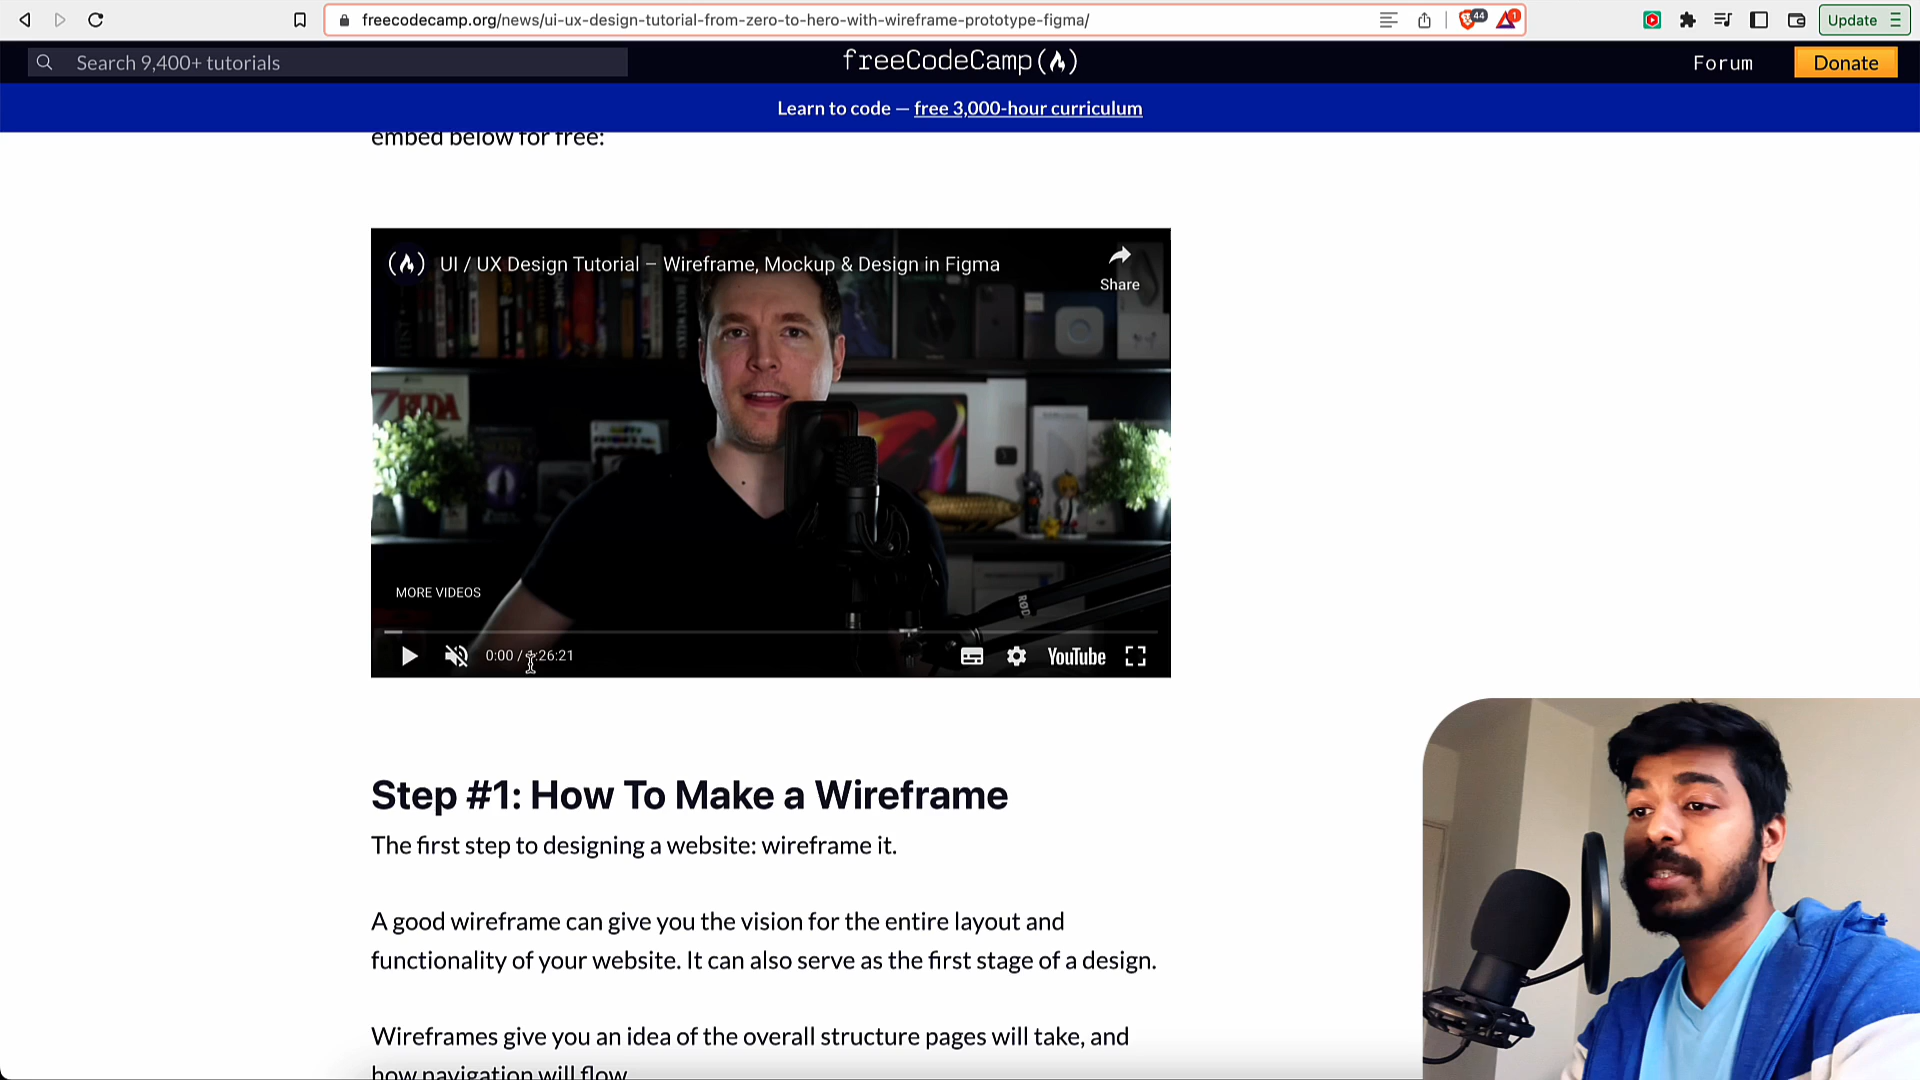 freecodecamp.org/news/ui-ux-design-tutorial-from-zero-to-hero-with-wireframe-prototype-figma/
44
1
Update
Search 9,400+ tutorials
freeCodeCamp
Forum
Donate
Learn to code — free 3,000-hour curriculum
embed below for free:
UI / UX Design Tutorial – Wireframe, Mockup & Design in Figma
Share
ZELDA
MORE VIDEOS
RØDE
0:00 / :26:21
YouTube
Step #1: How To Make a Wireframe
The first step to designing a website: wireframe it.
A good wireframe can give you the vision for the entire layout and
functionality of your website. It can also serve as the first stage of a design.
Wireframes give you an idea of the overall structure pages will take, and
how navigation will flow.